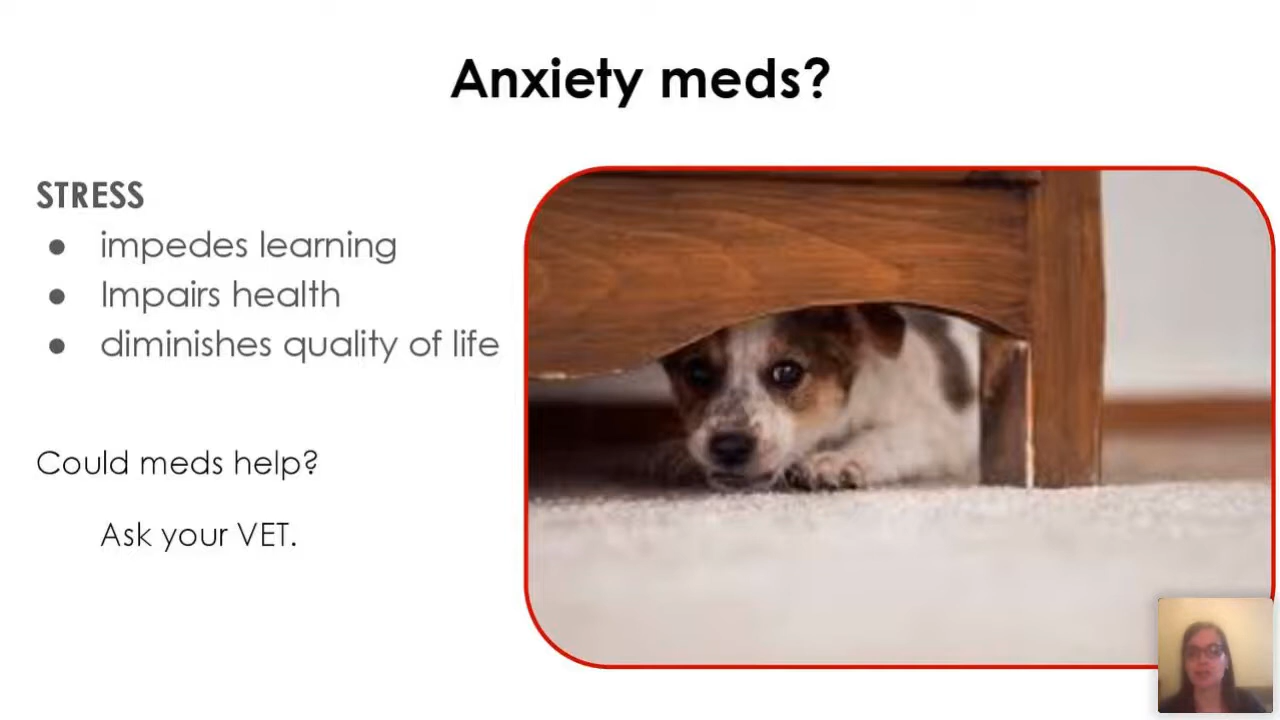 Anxiety meds?
STRESS
● impedes learning
● Impairs health
● diminishes quality of life
Could meds help?
Ask your VET.